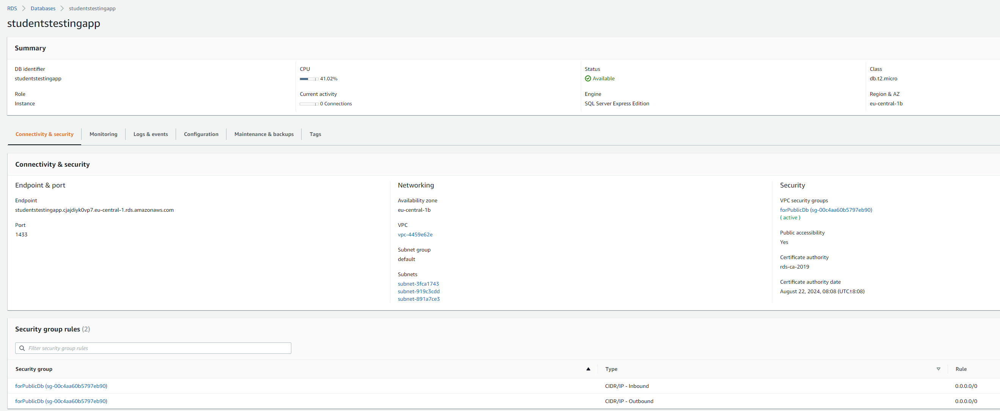 RDS > Databases > studentstestingapp
studentstestingapp
Summary
DB identifier
studentstestingapp
Role
Instance
CPU
41.02%
Current activity
0 Connections
Status
Available
Engine
SQL Server Express Edition
Class
db.t2.micro
Region & AZ
eu-central-1b
Connectivity & security
Monitoring
Logs & events
Configuration
Maintenance & backups
Tags
Connectivity & security
Endpoint & port
Endpoint
studentstestingapp.cjajdiyk0vp7.eu-central-1.rds.amazonaws.com
Port
1433
Networking
Availability zone
eu-central-1b
VPC
vpc-4459e62e
Subnet group
default
Subnets
subnet-3fca1743
subnet-919c3cdd
subnet-891a7ce3
Security
VPC security groups
forPublicDb (sg-00c4aa60b5797eb90)
( active )
Public accessibility
Yes
Certificate authority
rds-ca-2019
Certificate authority date
August 22, 2024, 08:08 (UTC±8:08)
Security group rules (2)
Filter security group rules
Security group Type Rule
forPublicDb (sg-00c4aa60b5797eb90) CIDR/IP - Inbound 0.0.0.0/0
forPublicDb (sg-00c4aa60b5797eb90) CIDR/IP - Outbound 0.0.0.0/0